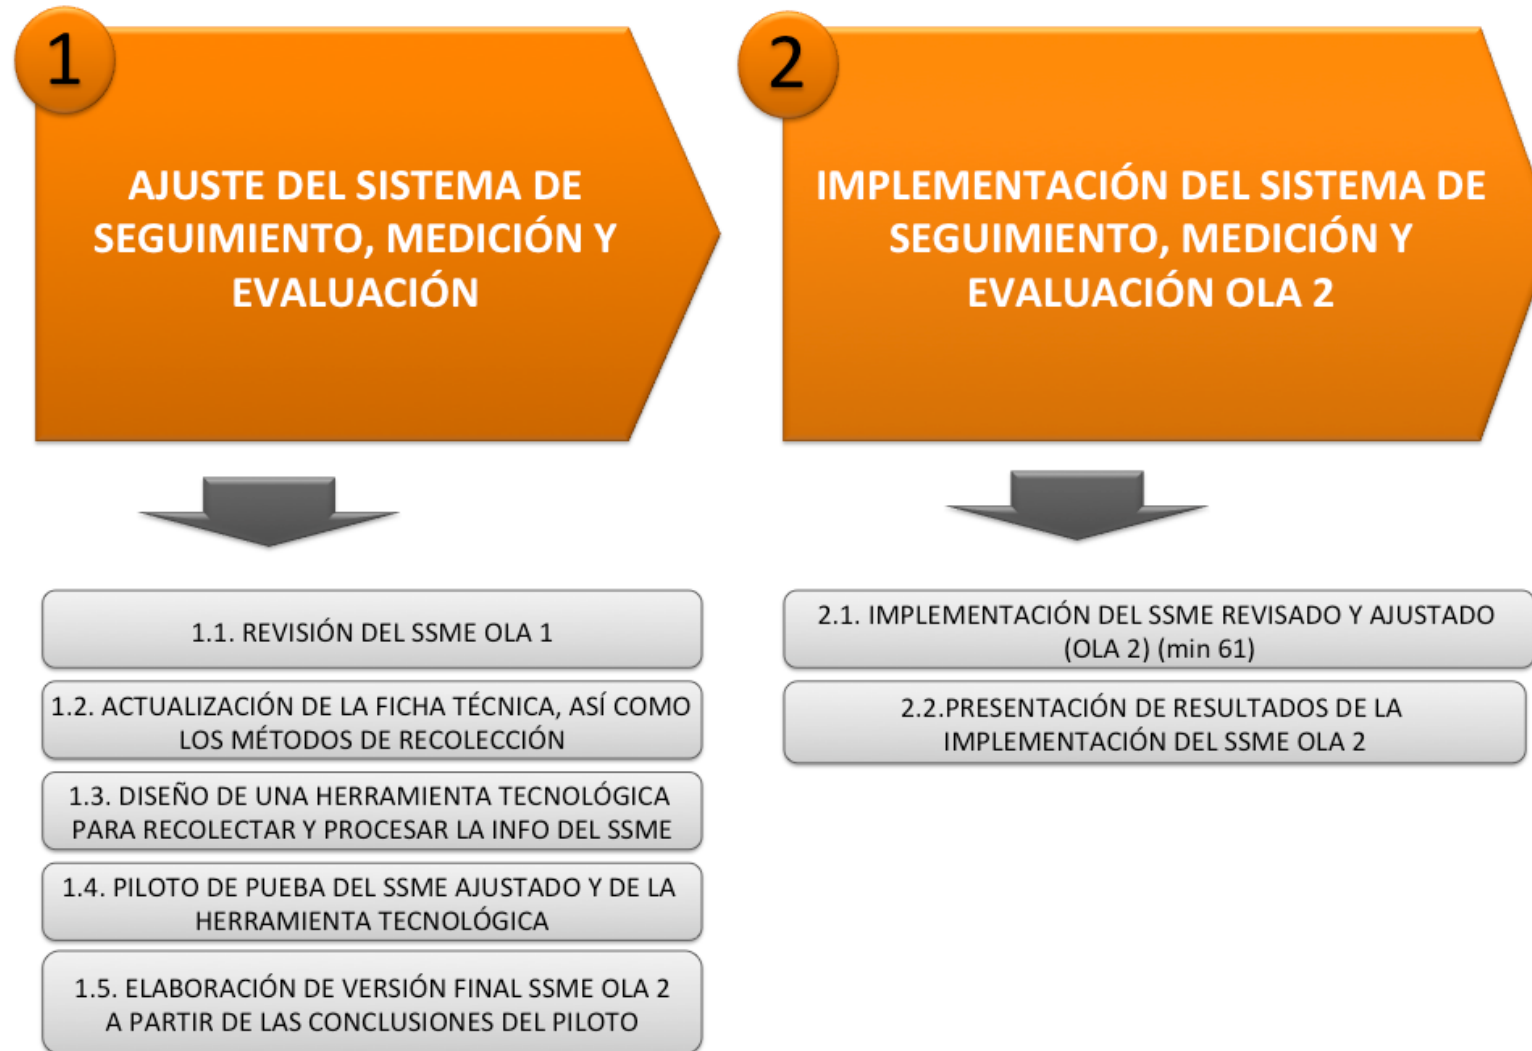 1
AJUSTE DEL SISTEMA DE
SEGUIMIENTO, MEDICIÓN Y
EVALUACIÓN
1.1. REVISIÓN DEL SSME OLA 1
1.2. ACTUALIZACIÓN DE LA FICHA TÉCNICA, ASÍ COMO
LOS MÉTODOS DE RECOLECCIÓN
1.3. DISEÑO DE UNA HERRAMIENTA TECNOLÓGICA
PARA RECOLECTAR Y PROCESAR LA INFO DEL SSME
1.4. PILOTO DE PUEBA DEL SSME AJUSTADO Y DE LA
HERRAMIENTA TECNOLÓGICA
1.5. ELABORACIÓN DE VERSIÓN FINAL SSME OLA 2
A PARTIR DE LAS CONCLUSIONES DEL PILOTO
2
IMPLEMENTACIÓN DEL SISTEMA DE
SEGUIMIENTO, MEDICIÓN Y
EVALUACIÓN OLA 2
2.1. IMPLEMENTACIÓN DEL SSME REVISADO Y AJUSTADO
(OLA 2) (min 61)
2.2.PRESENTACIÓN DE RESULTADOS DE LA
IMPLEMENTACIÓN DEL SSME OLA 2